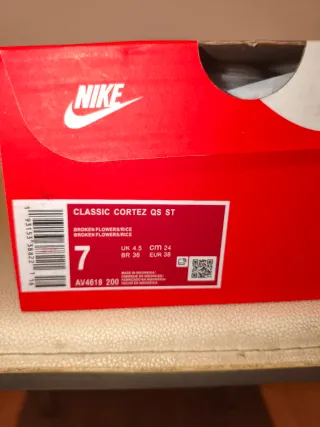 NIKE
CLASSIC CORTEZ QS ST
BROKEN FLOWERS/RICE
BROKEN FLOWERS/RICE
7
UK 4.5 cm 24
BR 36 EUR 38
AV4619 200
MADE IN INDONESIA